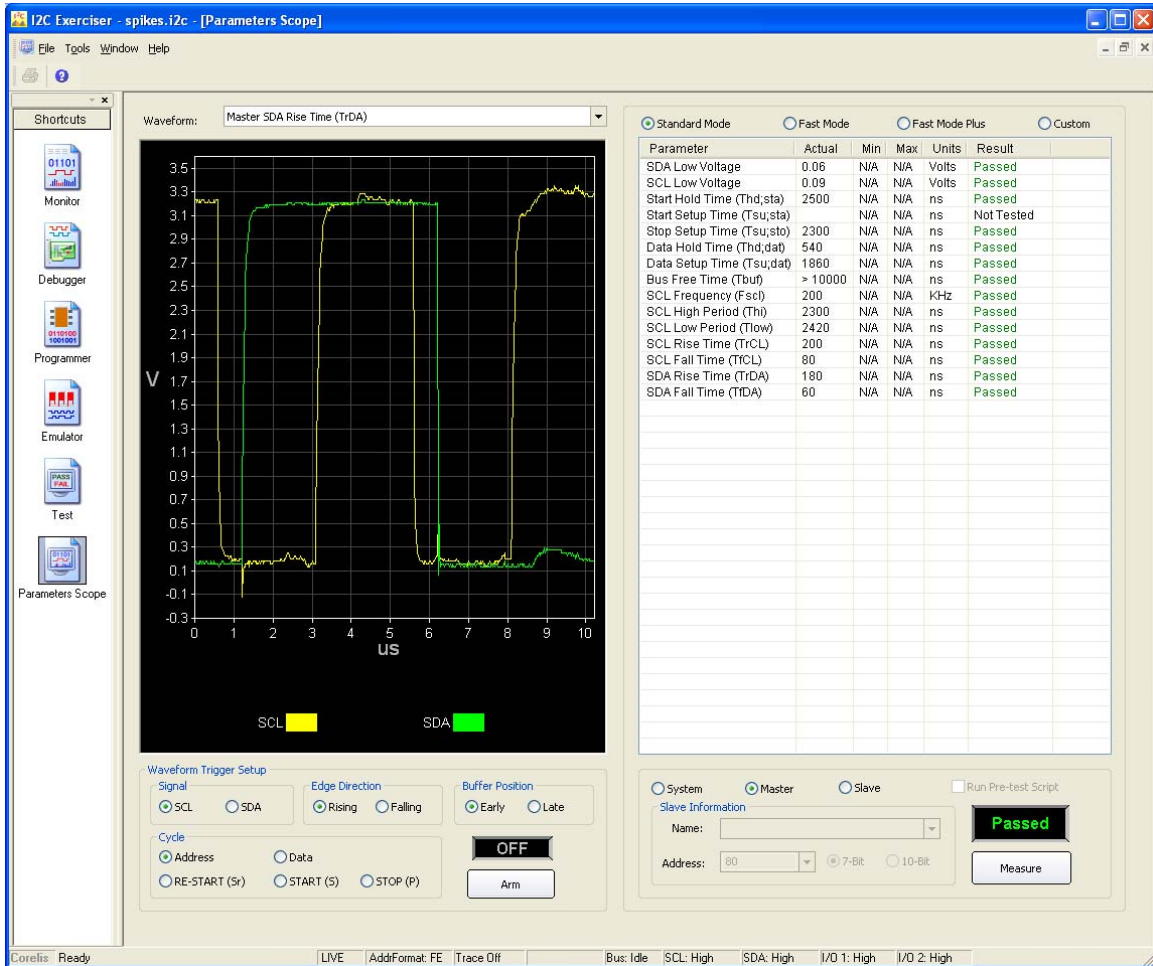 I2C Exerciser - spikes.i2c - [Parameters Scope]
File Tools Window Help
Shortcuts
Monitor
Debugger
Programmer
Emulator
Test
Parameters Scope
Waveform: Master SDA Rise Time (TrDA)
3.5
3.3
3.1
2.9
2.7
2.5
2.3
2.1
1.9
V 1.7
1.5
1.3
1.1
0.9
0.7
0.5
0.3
0.1
-0.1
-0.3
0 1 2 3 4 5 6 7 8 9 10
us
SCL SDA
Standard Mode Fast Mode Fast Mode Plus Custom
Parameter Actual Min Max Units Result
SDA Low Voltage 0.06 N/A N/A Volts Passed
SCL Low Voltage 0.09 N/A N/A Volts Passed
Start Hold Time (Thd;sta) 2500 N/A N/A ns Passed
Start Setup Time (Tsu;sta) N/A N/A ns Not Tested
Stop Setup Time (Tsu;sto) 2300 N/A N/A ns Passed
Data Hold Time (Thd;dat) 540 N/A N/A ns Passed
Data Setup Time (Tsu;dat) 1860 N/A N/A ns Passed
Bus Free Time (Tbuf) > 10000 N/A N/A ns Passed
SCL Frequency (Fscl) 200 N/A N/A KHz Passed
SCL High Period (Thi) 2300 N/A N/A ns Passed
SCL Low Period (Tlow) 2420 N/A N/A ns Passed
SCL Rise Time (TrCL) 200 N/A N/A ns Passed
SCL Fall Time (TfCL) 80 N/A N/A ns Passed
SDA Rise Time (TrDA) 180 N/A N/A ns Passed
SDA Fall Time (TfDA) 60 N/A N/A ns Passed
Waveform Trigger Setup
Signal
SCL SDA
Edge Direction
Rising Falling
Buffer Position
Early Late
Cycle
Address Data
RE-START (Sr) START (S) STOP (P)
OFF
Arm
System Master Slave Run Pre-test Script
Slave Information
Name:
Address: 80 7-Bit 10-Bit
Passed
Measure
Corelis Ready LIVE AddrFormat: FE Trace Off Bus: Idle SCL: High SDA: High I/O 1: High I/O 2: High